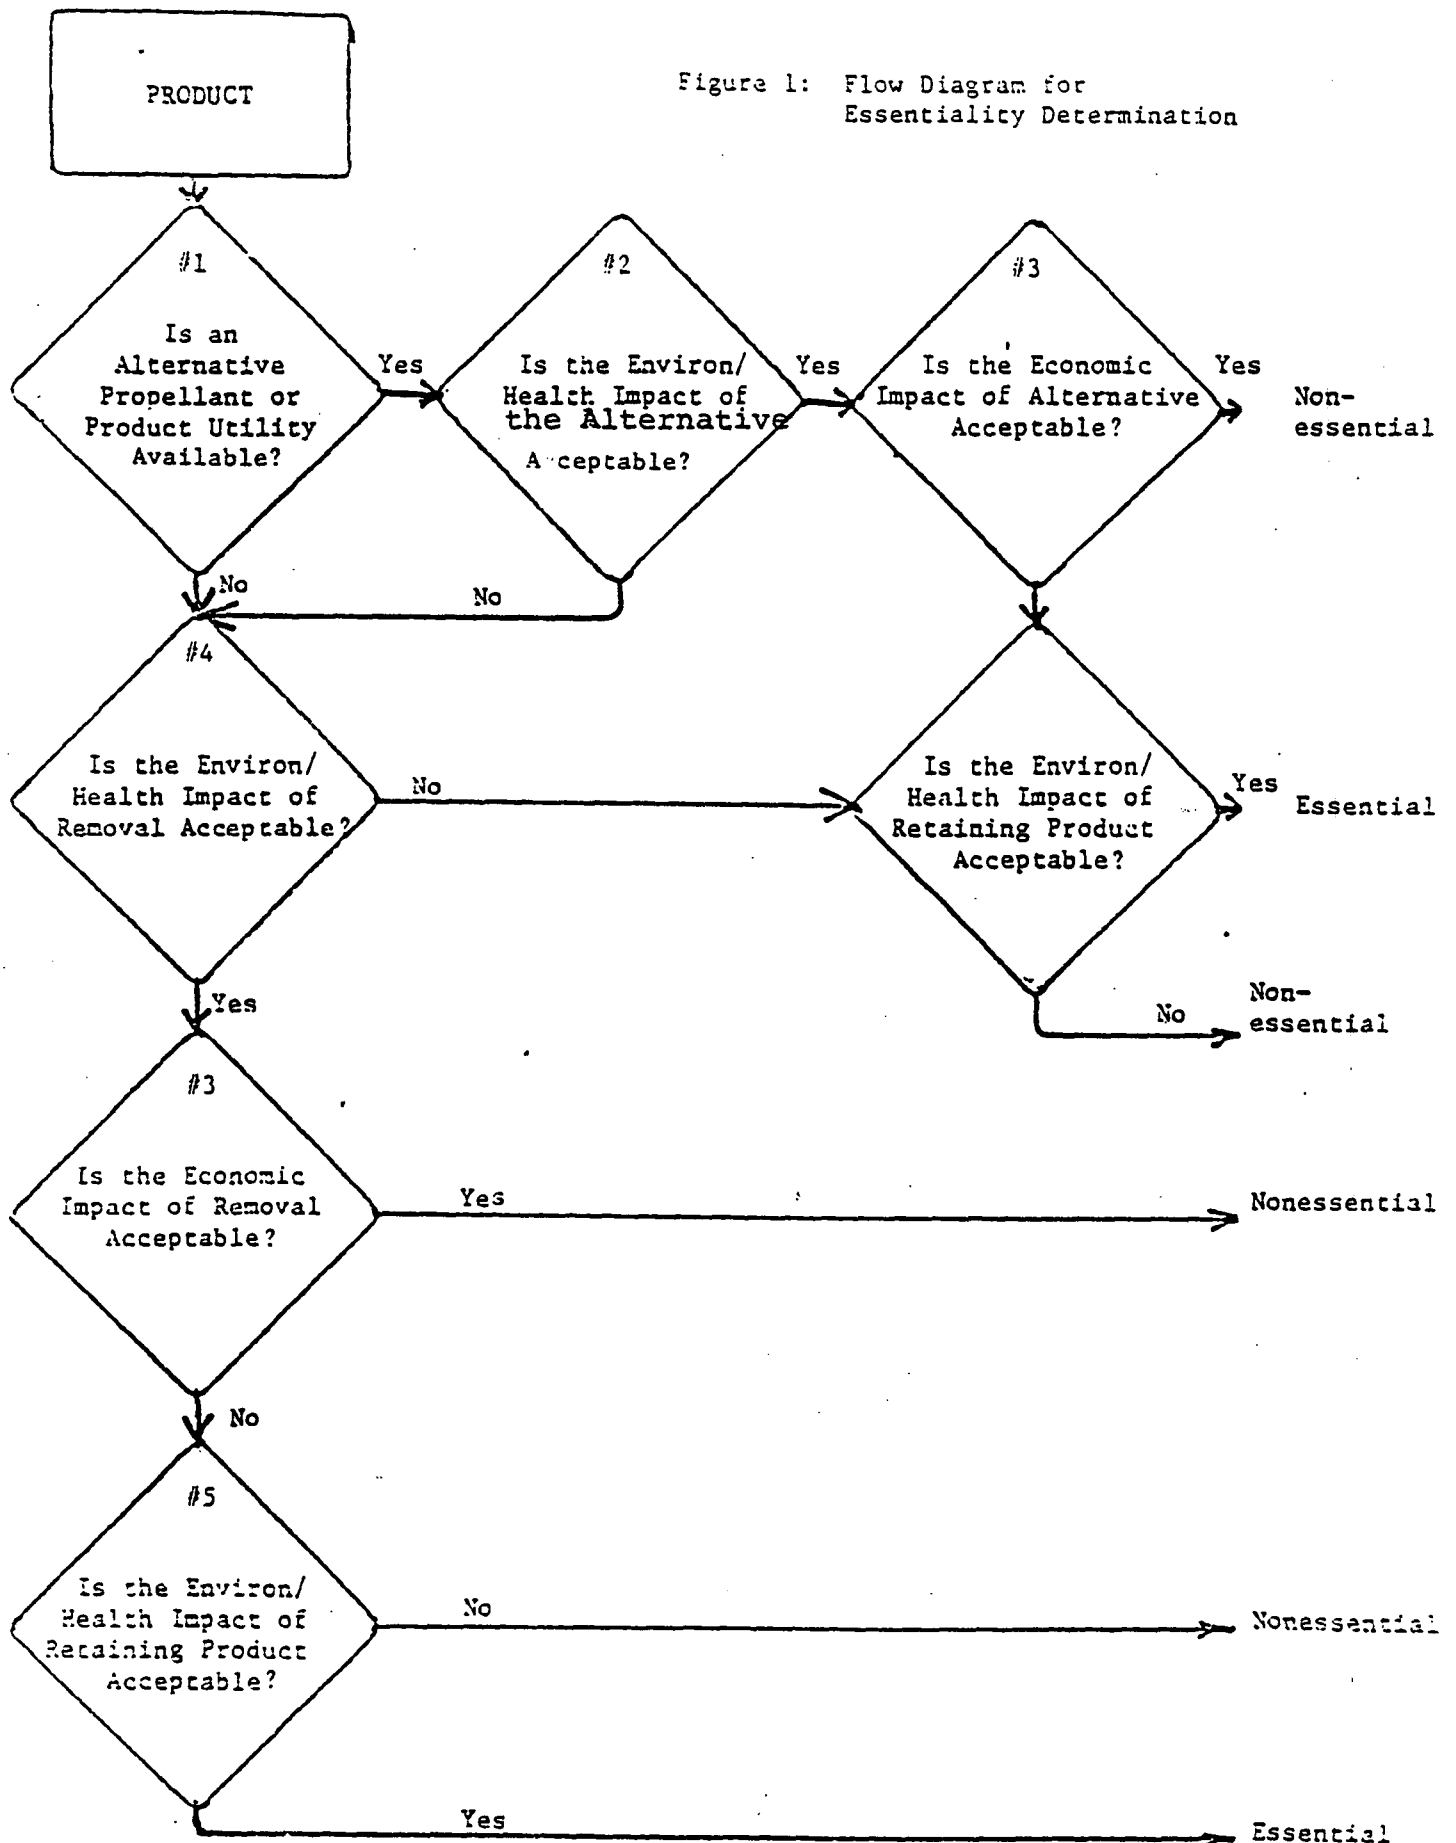 PRODUCT
Figure 1: Flow Diagram for
Essentiality Determination
#1
Is an
Alternative
Propellant or
Product Utility
Available?
Yes
#2
Is the Environ/
Health Impact of
the Alternative
Acceptable?
Yes
#3
Is the Economic
Impact of Alternative
Acceptable?
Yes
Non-
essential
No
No
#4
Is the Environ/
Health Impact of
Removal Acceptable?
No
Is the Environ/
Health Impact of
Retaining Product
Acceptable?
Yes
Essential
No
Non-
essential
Yes
#3
Is the Economic
Impact of Removal
Acceptable?
Yes
Nonessential
No
#5
Is the Environ/
Health Impact of
Retaining Product
Acceptable?
No
Nonessential
Yes
Essential